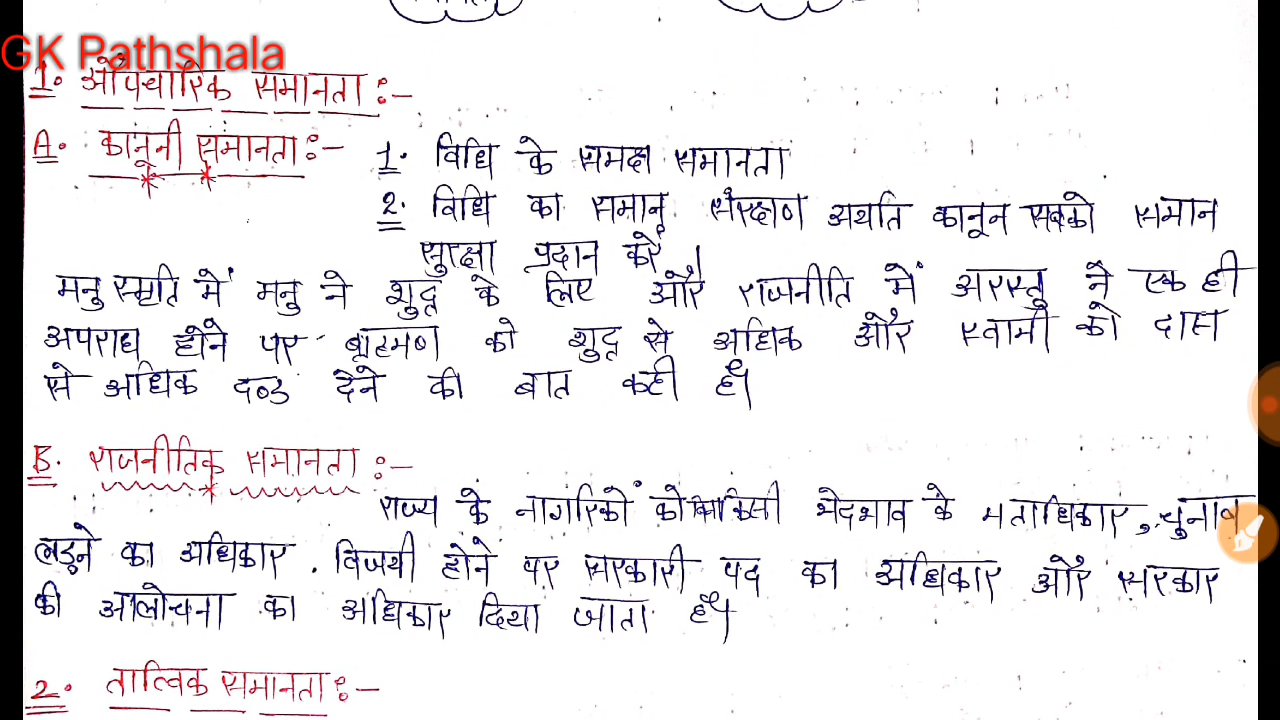 GK Pathshala
1. औपचारिक समानता :-
A. कानूनी समानता :- 1. विधि के समक्ष समानता
2. विधि का समान संरक्षण अर्थात कानून सबको समान
सुरक्षा प्रदान करें।
मनु स्मृति में मनु ने शुद्र के लिए और राजनीति में अरस्तु ने एक ही
अपराध होने पर ब्राहमण को शुद्र से अधिक और स्वामी को दास
से अधिक दण्ड देने की बात कही है।
B. राजनीतिक समानता :-
राज्य के नागरिकों को बिना किसी भेदभाव के मताधिकार, चुनाव
लड़ने का अधिकार, विजयी होने पर सरकारी पद का अधिकार और सरकार
की आलोचना का अधिकार दिया जाता है।
2. तात्विक समानता :-